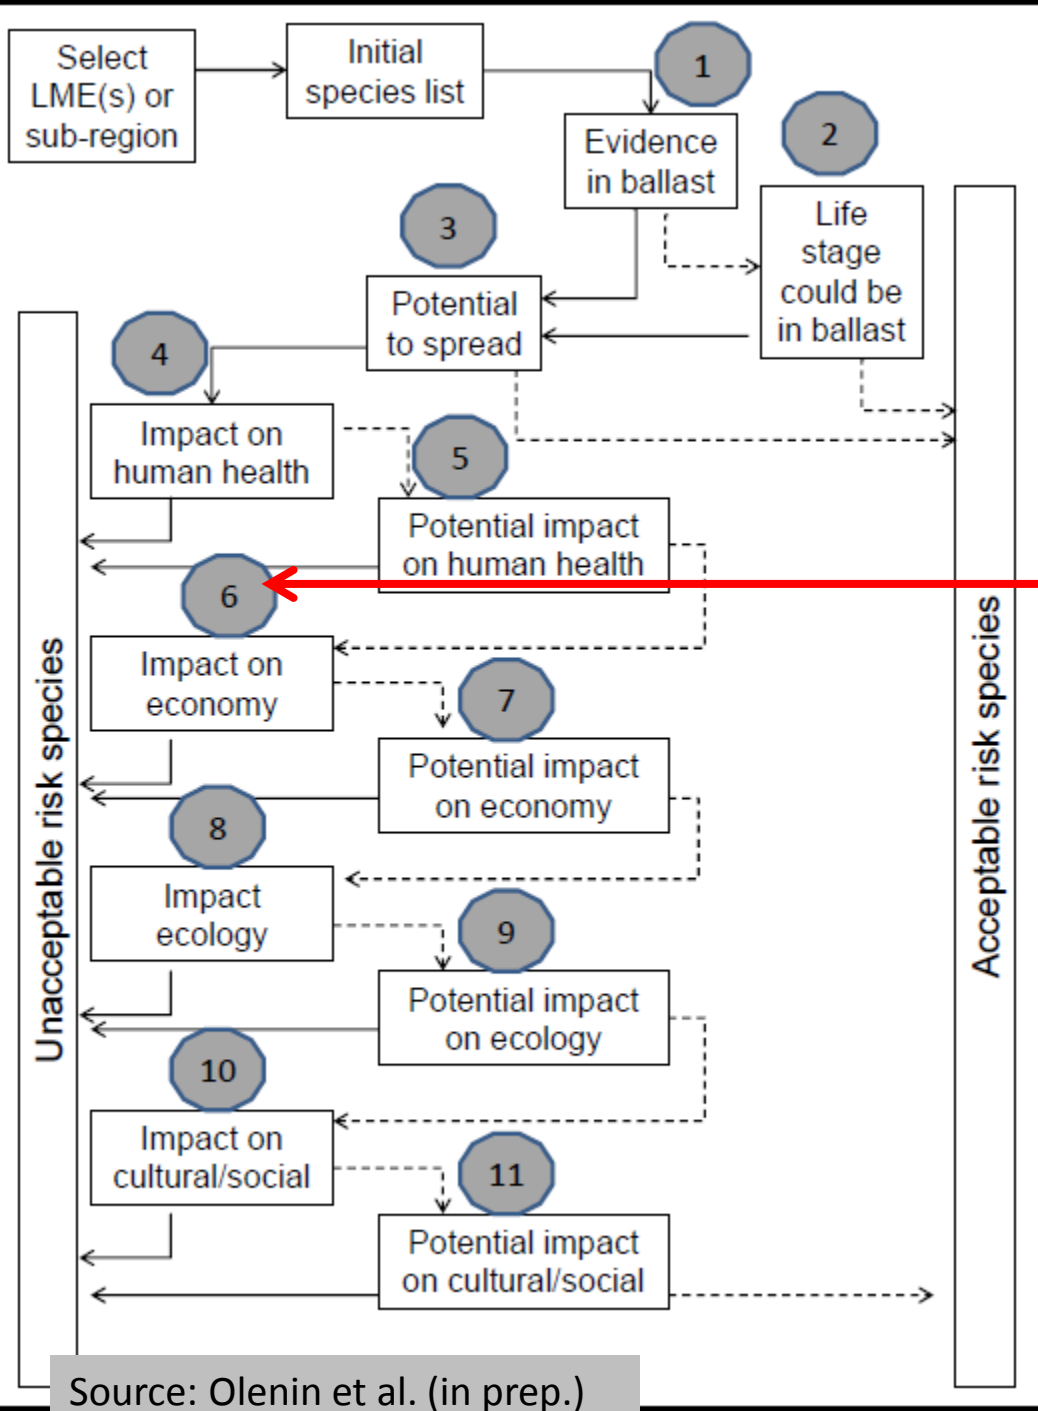 Select
LME(s) or
sub-region
Initial
species list
1
Evidence
in ballast
2
Life
stage
could be
in ballast
3
Potential
to spread
4
Impact on
human health
5
Potential impact
on human health
6
Impact on
economy
7
Potential impact
on economy
8
Impact
ecology
9
Potential impact
on ecology
10
Impact on
cultural/social
11
Potential impact
on cultural/social
Unacceptable risk species
Acceptable risk species
Source: Olenin et al. (in prep.)